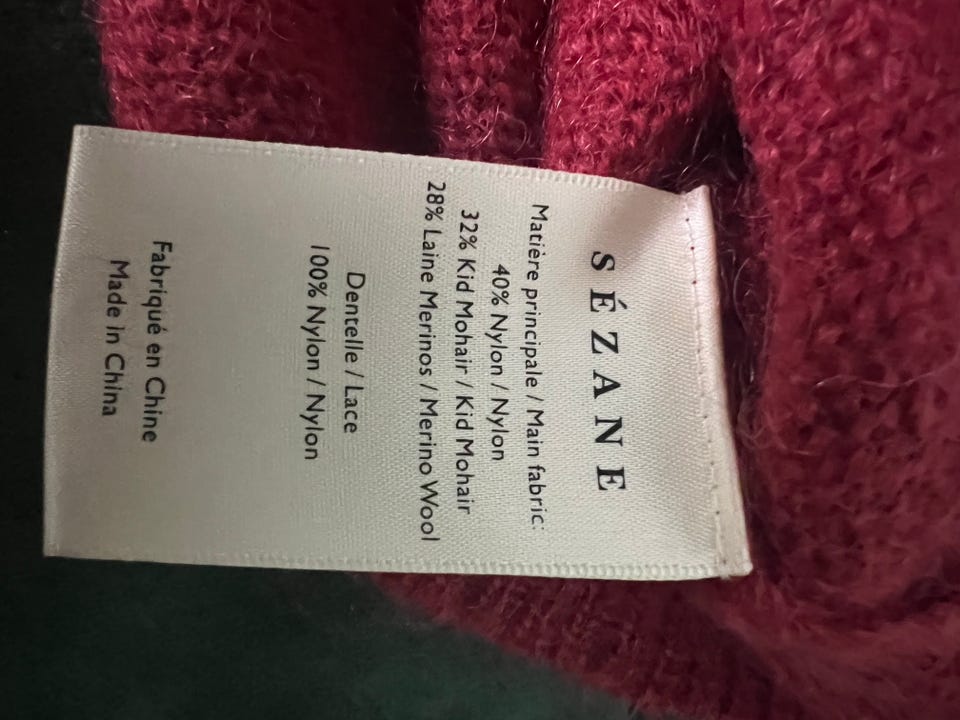 SÉZANE
Matière principale / Main fabric:
40% Nylon / Nylon
32% Kid Mohair / Kid Mohair
28% Laine Merinos / Merino Wool
Dentelle / Lace
100% Nylon / Nylon
Fabriqué en Chine
Made in China